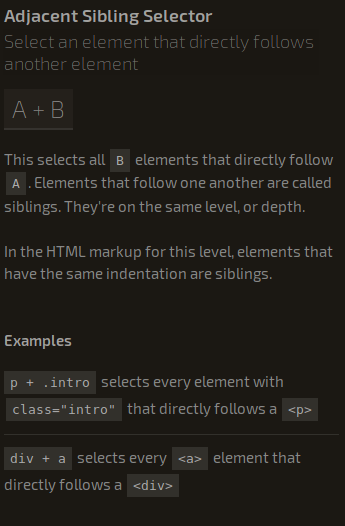 Adjacent Sibling Selector
Select an element that directly follows
another element
A + B
This selects all B elements that directly follow
A . Elements that follow one another are called
siblings. They're on the same level, or depth.
In the HTML markup for this level, elements that
have the same indentation are siblings.
Examples
p + .intro selects every element with
class="intro" that directly follows a <p>
div + a selects every <a> element that
directly follows a <div>